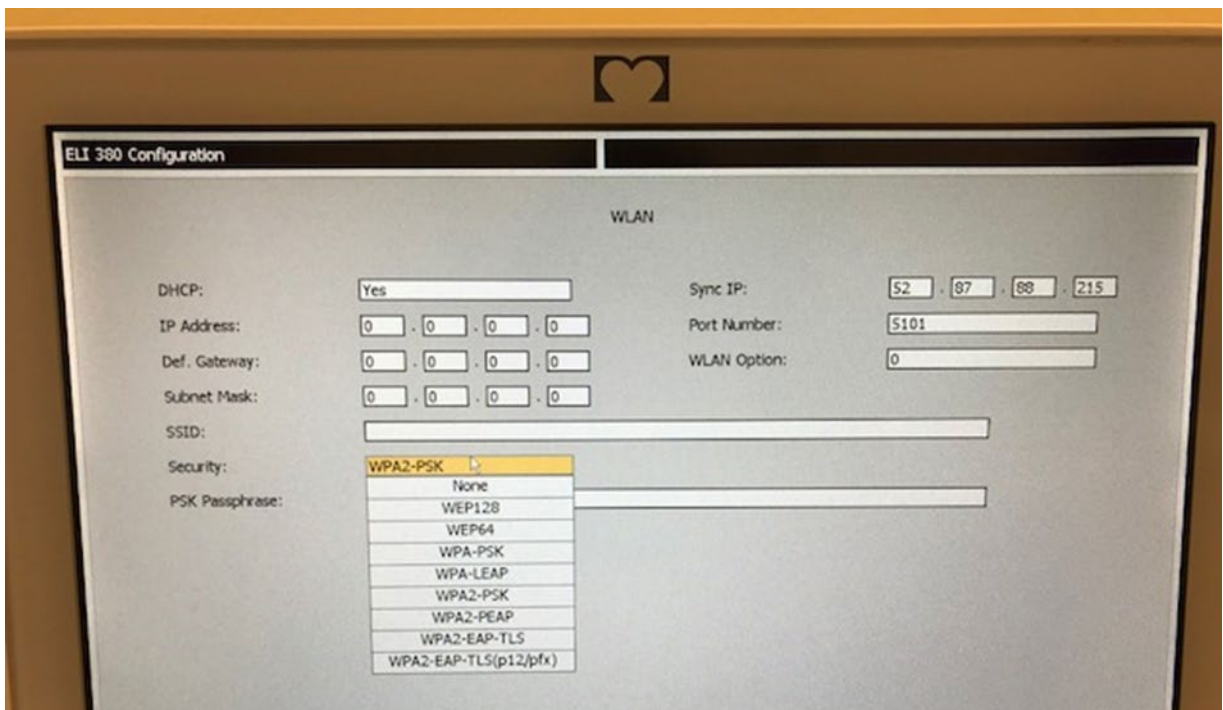 ELI 380 Configuration
WLAN
DHCP: Yes Sync IP: 52 . 87 . 88 . 215
IP Address: 0 . 0 . 0 . 0 Port Number: 5101
Def. Gateway: 0 . 0 . 0 . 0 WLAN Option: 0
Subnet Mask: 0 . 0 . 0 . 0
SSID:
Security: WPA2-PSK
None
PSK Passphrase:
WEP128
WEP64
WPA-PSK
WPA-LEAP
WPA2-PSK
WPA2-PEAP
WPA2-EAP-TLS
WPA2-EAP-TLS(p12/pfx)